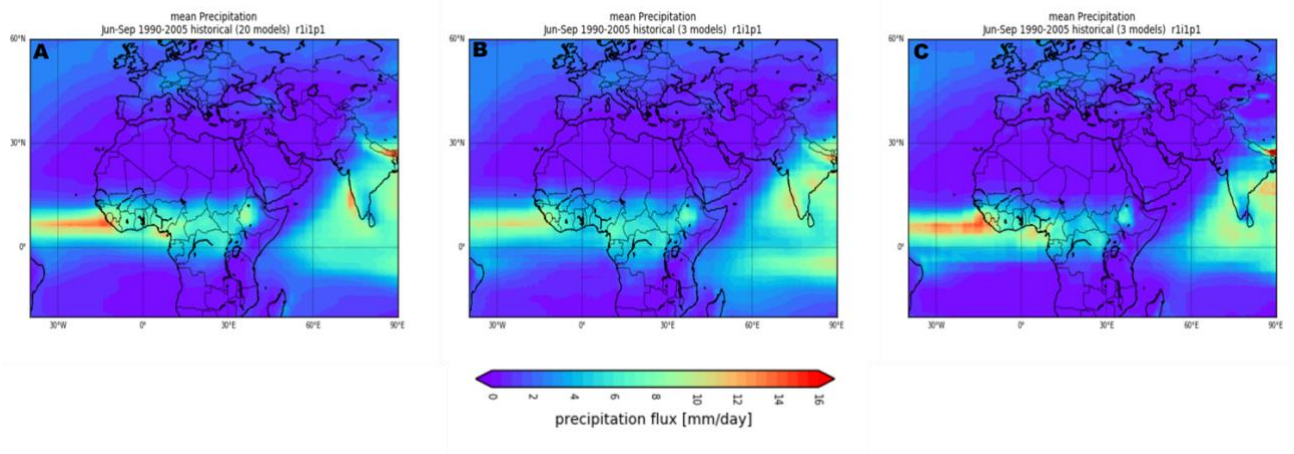 mean Precipitation
Jun-Sep 1990-2005 historical (20 models) r1i1p1
A
60°N
30°N
0°
30°W
0°
30°E
60°E
90°E
mean Precipitation
Jun-Sep 1990-2005 historical (3 models) r1i1p1
B
60°N
30°N
0°
30°W
0°
30°E
60°E
90°E
mean Precipitation
Jun-Sep 1990-2005 historical (3 models) r1i1p1
C
60°N
30°N
0°
30°W
0°
30°E
60°E
90°E
0 2 4 6 8 10 12 14 16
precipitation flux [mm/day]